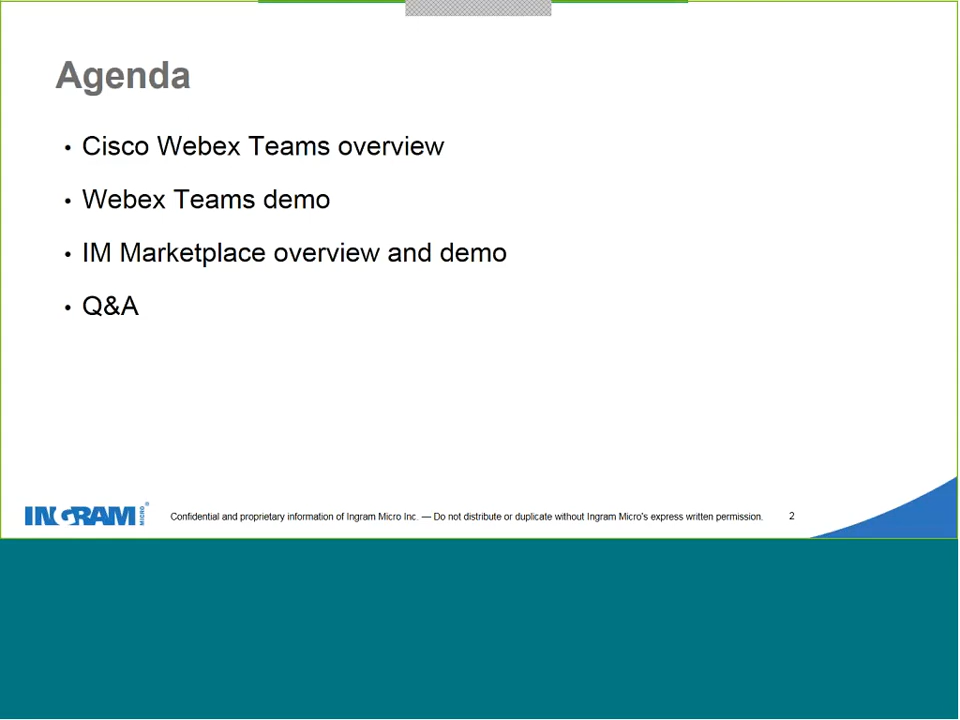 Agenda
• Cisco Webex Teams overview
• Webex Teams demo
• IM Marketplace overview and demo
• Q&A
INGRAM MICRO ®
Confidential and proprietary information of Ingram Micro Inc. — Do not distribute or duplicate without Ingram Micro's express written permission. 2